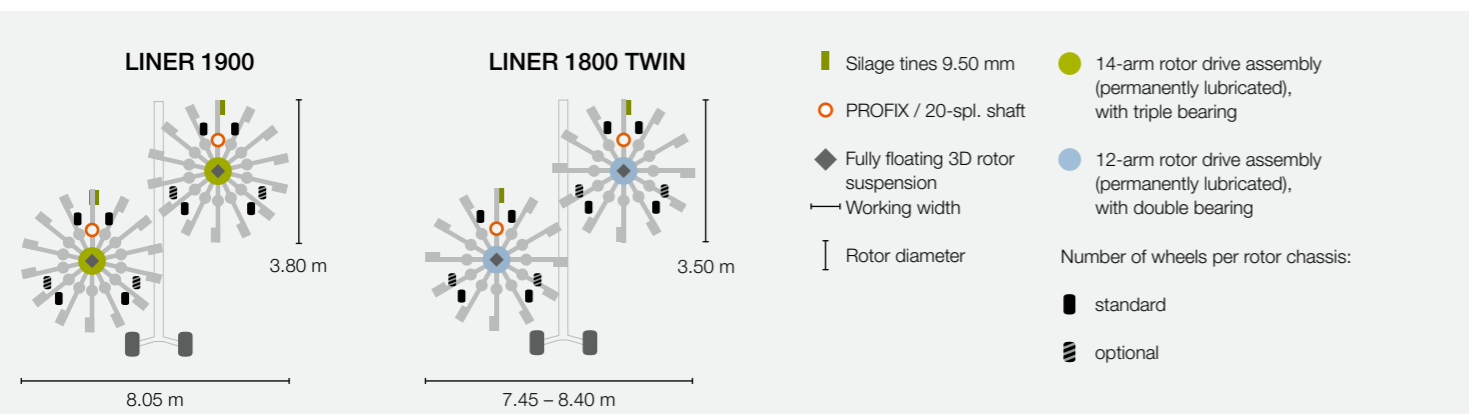 LINER 1900
3.80 m
8.05 m
LINER 1800 TWIN
3.50 m
7.45 – 8.40 m
Silage tines 9.50 mm
PROFIX / 20-spl. shaft
Fully floating 3D rotor
suspension
Working width
Rotor diameter
14-arm rotor drive assembly
(permanently lubricated),
with triple bearing
12-arm rotor drive assembly
(permanently lubricated),
with double bearing
Number of wheels per rotor chassis:
standard
optional